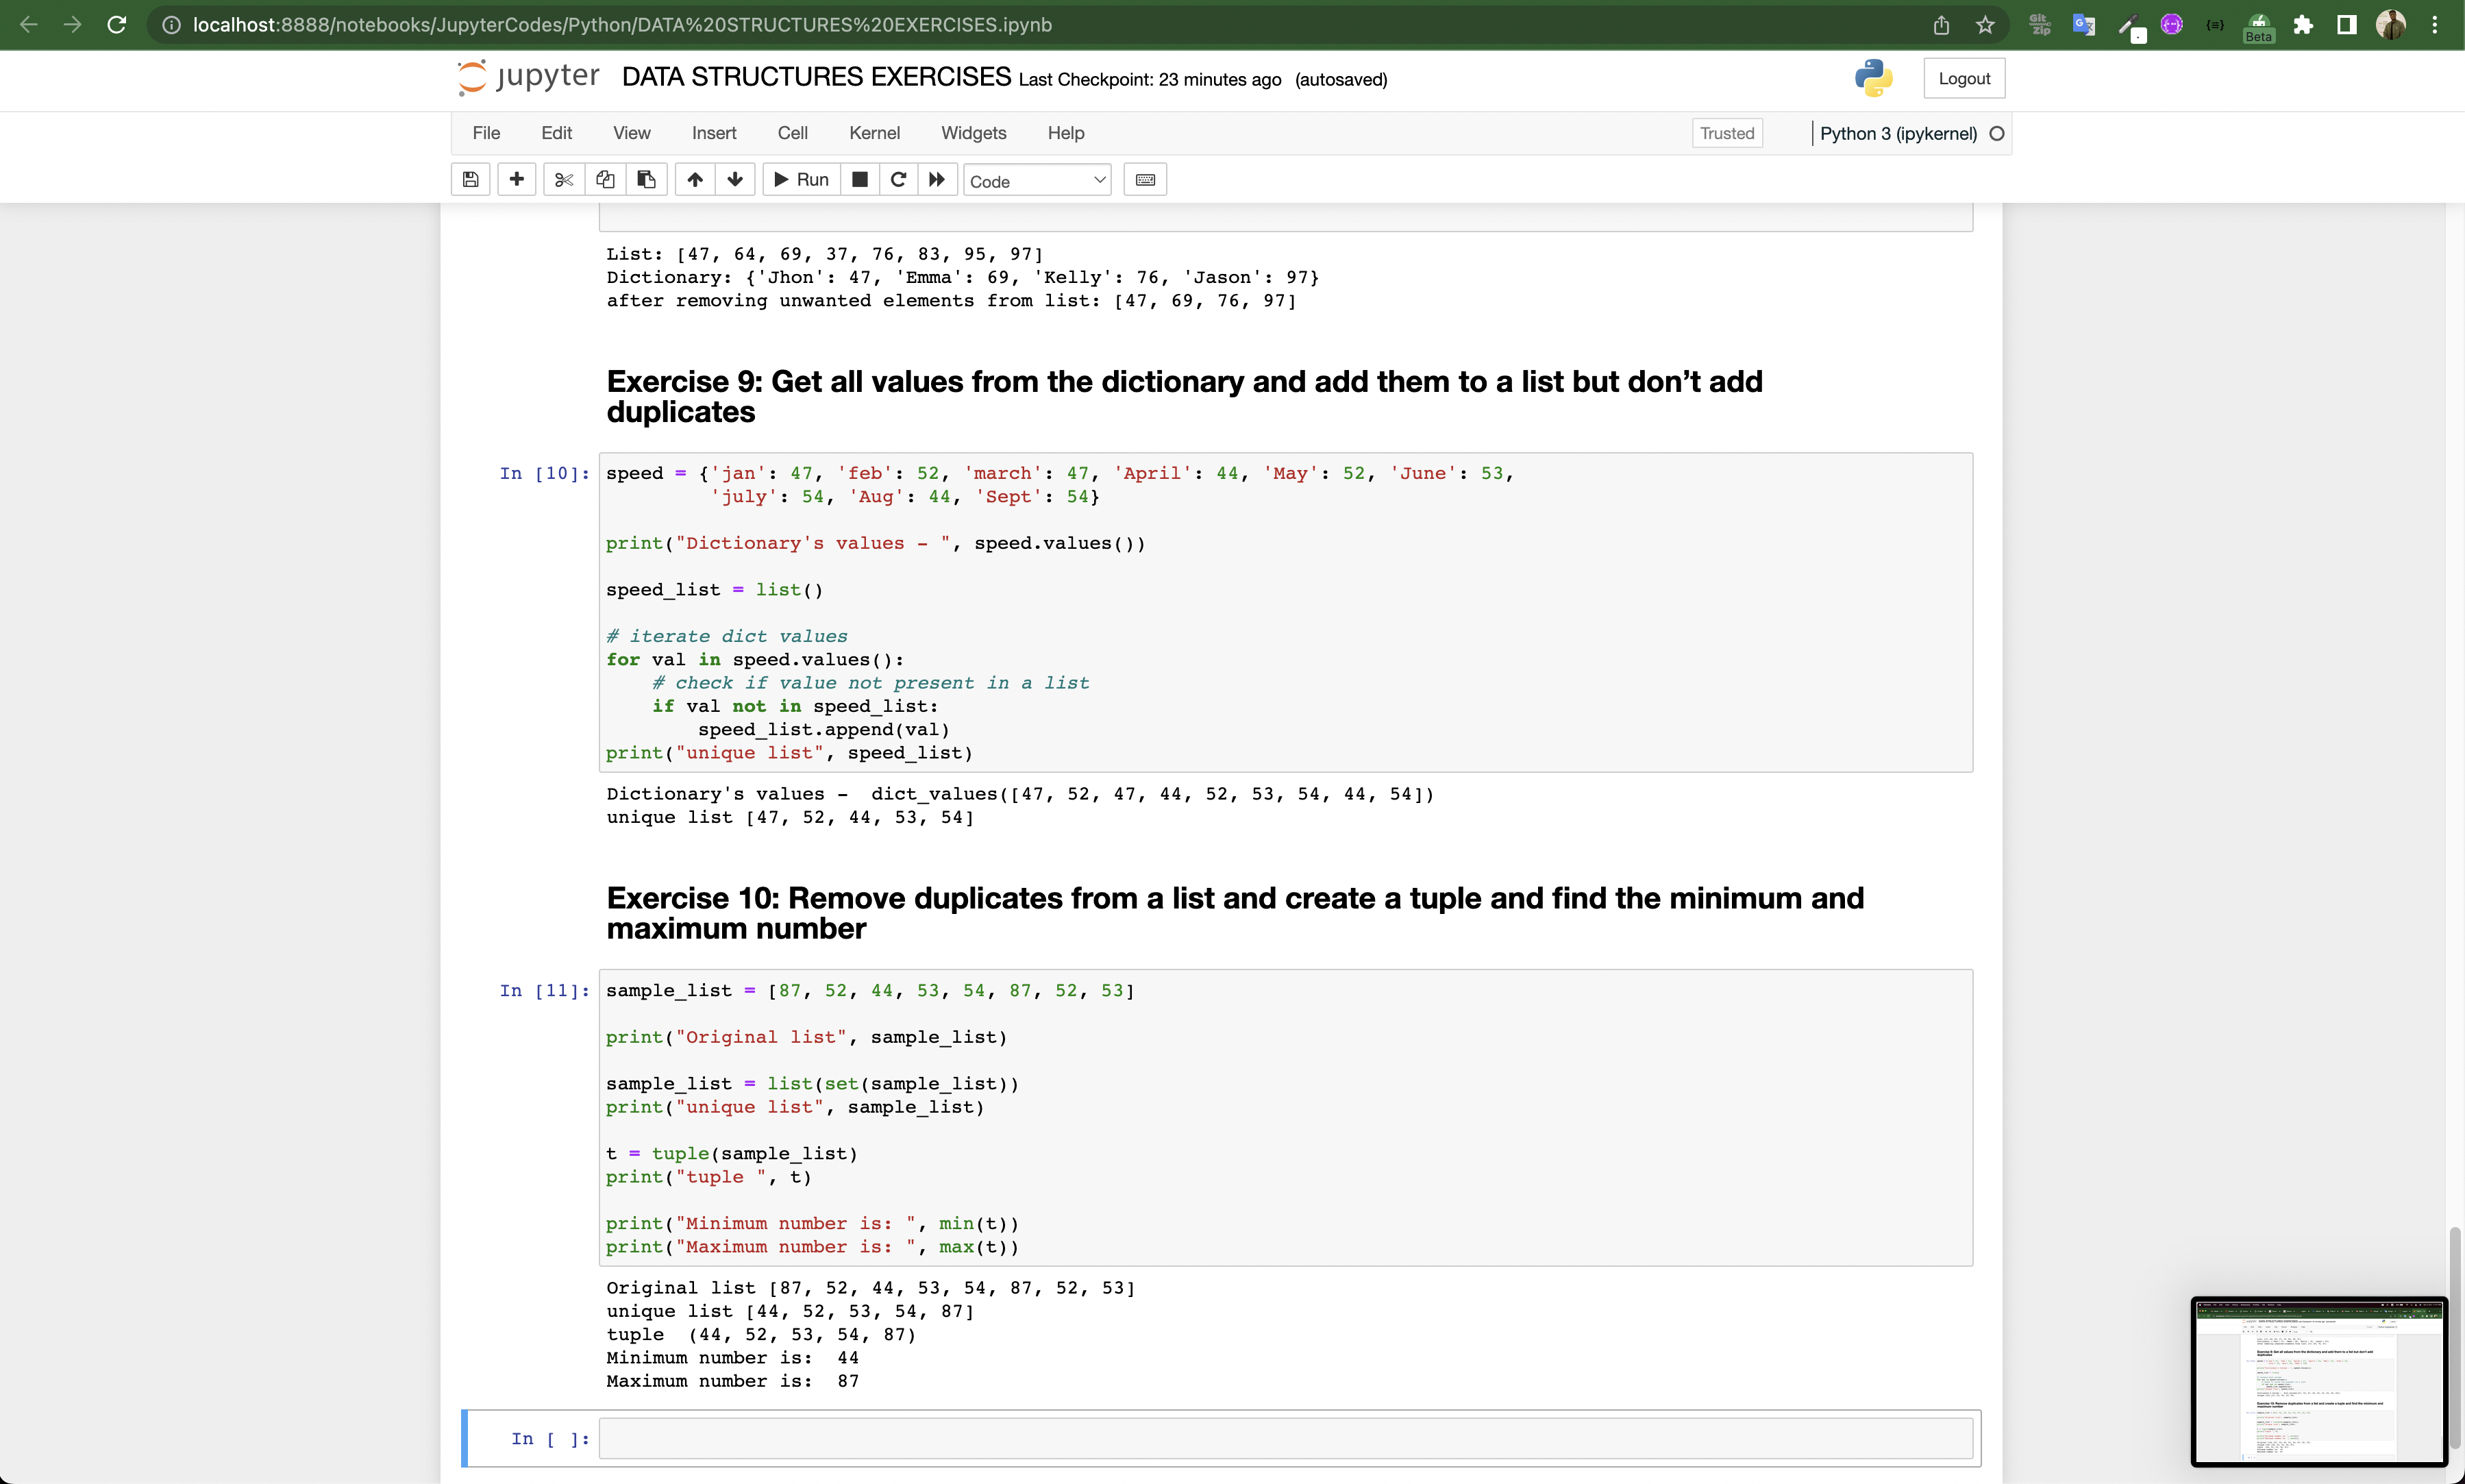 localhost:8888/notebooks/JupyterCodes/Python/DATA%20STRUCTURES%20EXERCISES.ipynb
Git Zip
Beta
jupyter DATA STRUCTURES EXERCISES Last Checkpoint: 23 minutes ago (autosaved)
Logout
File Edit View Insert Cell Kernel Widgets Help
Trusted
Python 3 (ipykernel)
Run
Code
List: [47, 64, 69, 37, 76, 83, 95, 97]
Dictionary: {'Jhon': 47, 'Emma': 69, 'Kelly': 76, 'Jason': 97}
after removing unwanted elements from list: [47, 69, 76, 97]
Exercise 9: Get all values from the dictionary and add them to a list but don’t add
duplicates
In [10]: speed = {'jan': 47, 'feb': 52, 'march': 47, 'April': 44, 'May': 52, 'June': 53,
'july': 54, 'Aug': 44, 'Sept': 54}
print("Dictionary's values - ", speed.values())
speed_list = list()
# iterate dict values
for val in speed.values():
# check if value not present in a list
if val not in speed_list:
speed_list.append(val)
print("unique list", speed_list)
Dictionary's values -  dict_values([47, 52, 47, 44, 52, 53, 54, 44, 54])
unique list [47, 52, 44, 53, 54]
Exercise 10: Remove duplicates from a list and create a tuple and find the minimum and
maximum number
In [11]: sample_list = [87, 52, 44, 53, 54, 87, 52, 53]
print("Original list", sample_list)
sample_list = list(set(sample_list))
print("unique list", sample_list)
t = tuple(sample_list)
print("tuple ", t)
print("Minimum number is: ", min(t))
print("Maximum number is: ", max(t))
Original list [87, 52, 44, 53, 54, 87, 52, 53]
unique list [44, 52, 53, 54, 87]
tuple  (44, 52, 53, 54, 87)
Minimum number is:  44
Maximum number is:  87
In [ ]: